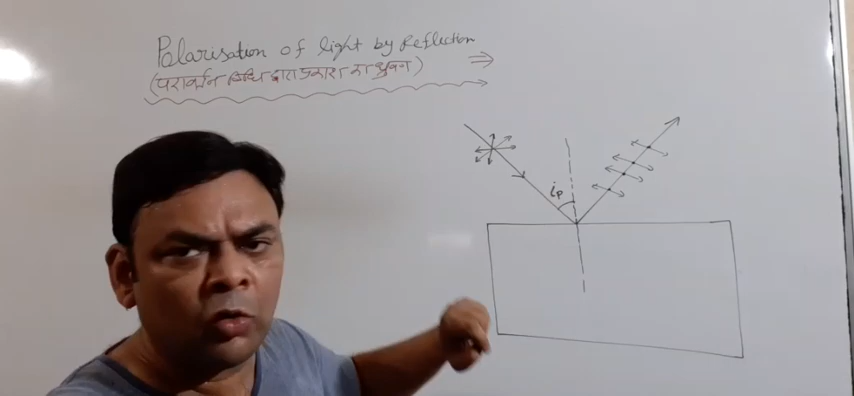 Polarisation of light by Reflection
(परावर्तन विधि द्वारा प्रकाश का ध्रुवण) ⇒
ip